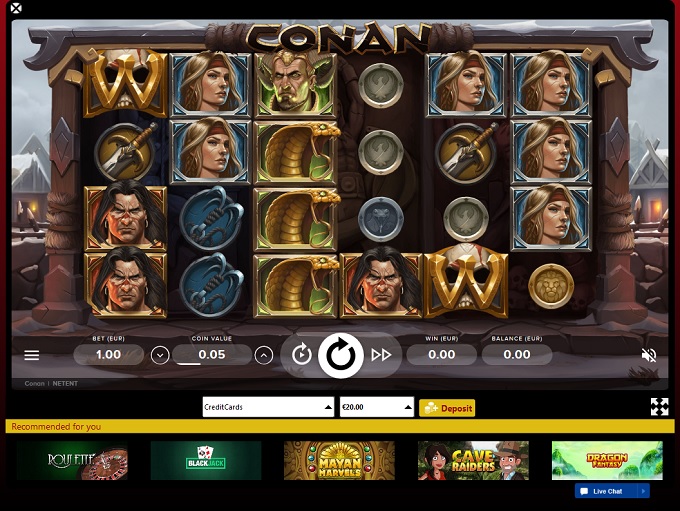 CONAN
W
W
BET (EUR)
1.00
COIN VALUE
0.05
WIN (EUR)
0.00
BALANCE (EUR)
0.00
Conan | NETENT
CreditCards
€20.00
Deposit
Recommended for you
ROULETTE
BLACKJACK
MAYAN
MARVELS
CAVE
RAIDERS
DRAGON
FANTASY
Live Chat